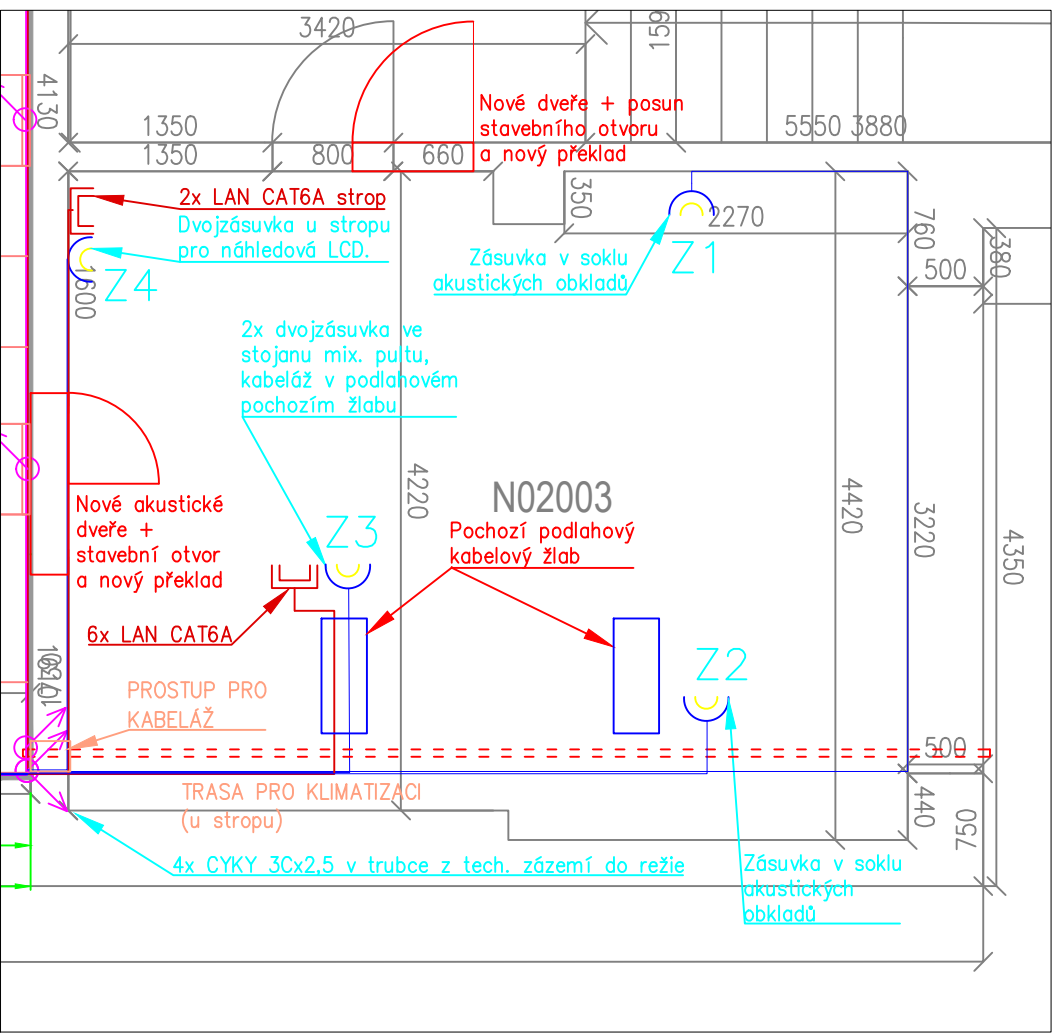 3420
1591
4130
Nové dveře + posun
stavebního otvoru
a nový překlad
1350
5550 3880
1350
800
660
2x LAN CAT6A strop
350
Dvojzásuvka u stropu
pro náhledová LCD.
2270
760
380
Zásuvka v soklu
akustických obkladů
Z1
500
Z4
1600
2x dvojzásuvka ve
stojanu mix. pultu,
kabeláž v podlahovém
pochozím žlabu
4220
N02003
4420
3220
4350
Nové akustické
dveře +
stavební otvor
a nový překlad
Z3
Pochozí podlahový
kabelový žlab
6x LAN CAT6A
Z2
PROSTUP PRO
KABELÁŽ
500
TRASA PRO KLIMATIZACI
(u stropu)
440
750
4x CYKY 3Cx2,5 v trubce z tech. zázemí do režie
Zásuvka v soklu
akustických
obkladů